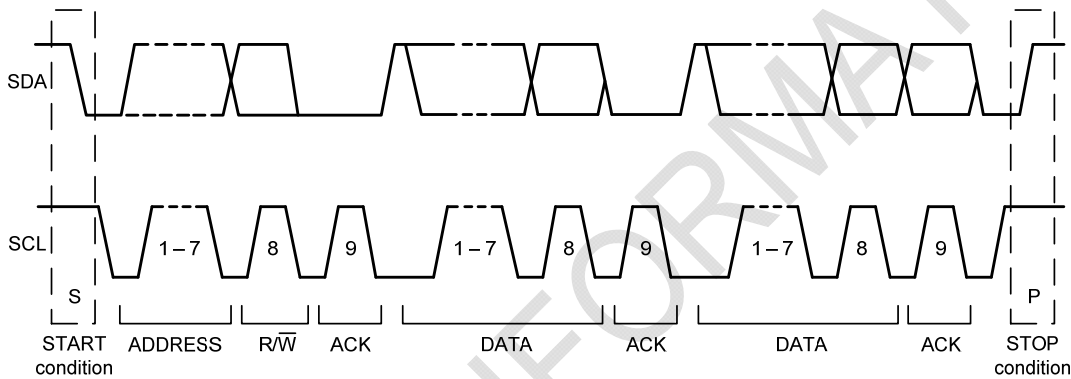 SDA
SCL
1 – 7
8
9
1 – 7
8
9
1 – 7
8
9
S
P
START
condition
ADDRESS
R/W̅
ACK
DATA
ACK
DATA
ACK
STOP
condition